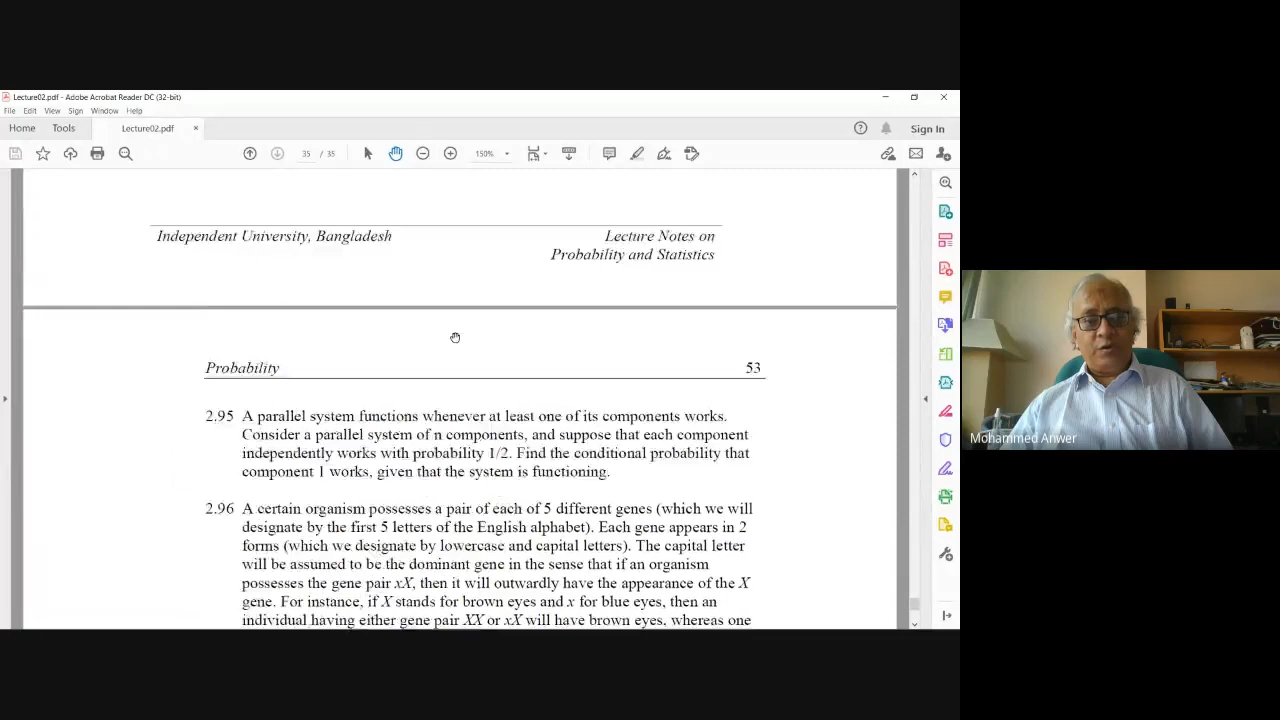 Lecture02.pdf - Adobe Acrobat Reader DC (32-bit)
File Edit View Sign Window Help
Home Tools Lecture02.pdf × Sign In
35 / 35 150%
Independent University, Bangladesh Lecture Notes on
Probability and Statistics
Probability 53
2.95 A parallel system functions whenever at least one of its components works.
Consider a parallel system of n components, and suppose that each component
independently works with probability 1/2. Find the conditional probability that
component 1 works, given that the system is functioning.
2.96 A certain organism possesses a pair of each of 5 different genes (which we will
designate by the first 5 letters of the English alphabet). Each gene appears in 2
forms (which we designate by lowercase and capital letters). The capital letter
will be assumed to be the dominant gene in the sense that if an organism
possesses the gene pair xX, then it will outwardly have the appearance of the X
gene. For instance, if X stands for brown eyes and x for blue eyes, then an
individual having either gene pair XX or xX will have brown eyes, whereas one
Mohammed Anwer